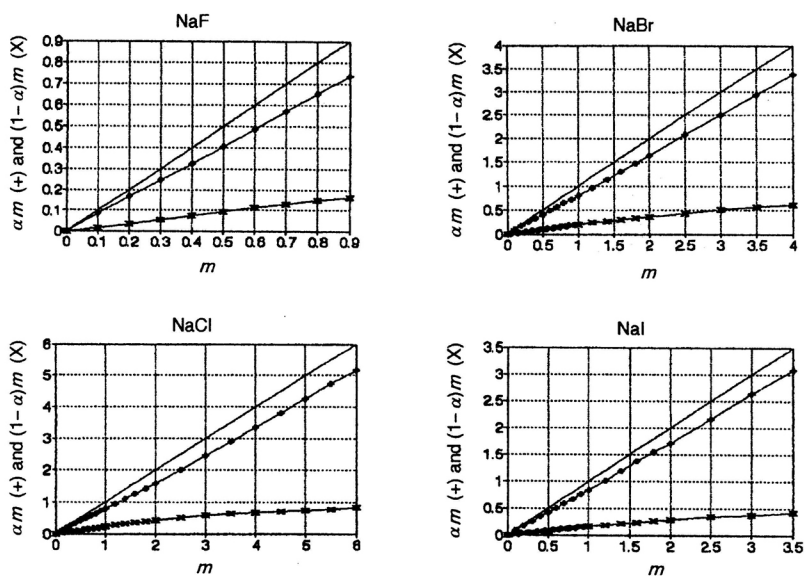 NaF
αm (+) and (1−α)m (X)
0.9
0.8
0.7
0.6
0.5
0.4
0.3
0.2
0.1
0
0 0.1 0.2 0.3 0.4 0.5 0.6 0.7 0.8 0.9
m
NaBr
αm (+) and (1−α)m (X)
4
3.5
3
2.5
2
1.5
1
0.5
0
0 0.5 1 1.5 2 2.5 3 3.5 4
m
NaCl
αm (+) and (1−α)m (X)
6
5
4
3
2
1
0
0 1 2 3 4 5 6
m
NaI
αm (+) and (1−α)m (X)
3.5
3
2.5
2
1.5
1
0.5
0
0 0.5 1 1.5 2 2.5 3 3.5
m